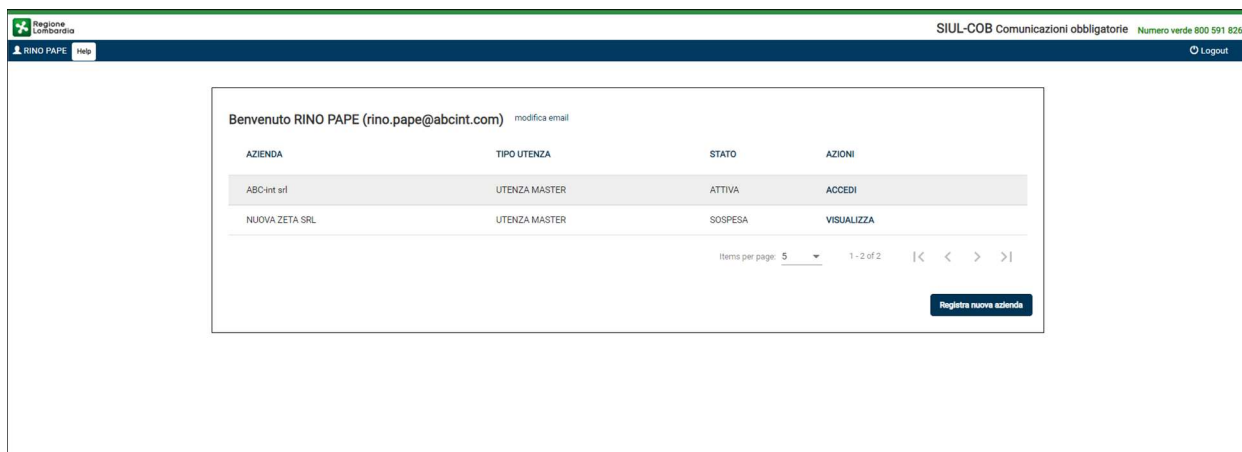 Regione
Lombardia
SIUL-COB Comunicazioni obbligatorie Numero verde 800 591 826
RINO PAPE Help Logout
Benvenuto RINO PAPE (rino.pape@abcint.com) modifica email
AZIENDA TIPO UTENZA STATO AZIONI
ABC-int srl UTENZA MASTER ATTIVA ACCEDI
NUOVA ZETA SRL UTENZA MASTER SOSPESA VISUALIZZA
Items per page: 5 1 - 2 of 2
Registra nuova azienda